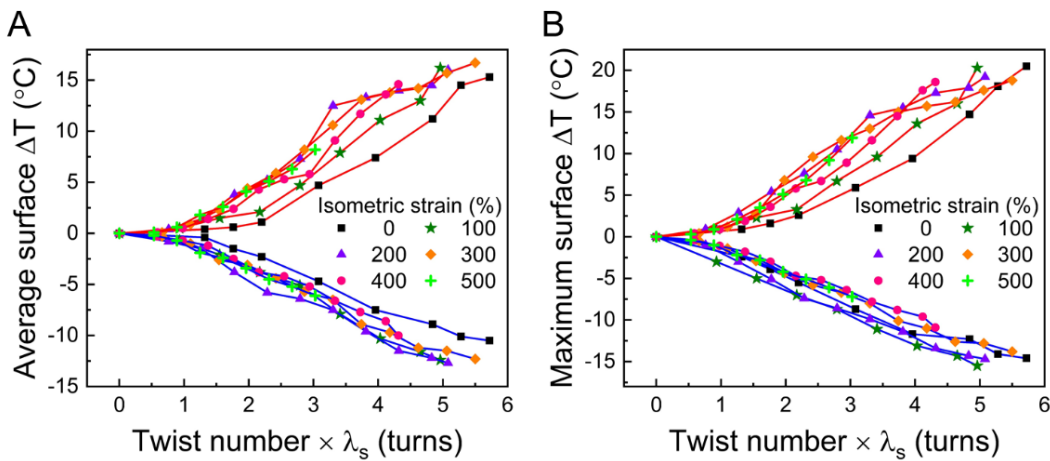 A
Average surface ΔT (°C)
15
10
5
0
-5
-10
-15
0 1 2 3 4 5 6
Twist number × λs (turns)
Isometric strain (%)
0 100
200 300
400 500
B
Maximum surface ΔT (°C)
20
15
10
5
0
-5
-10
-15
0 1 2 3 4 5 6
Twist number × λs (turns)
Isometric strain (%)
0 100
200 300
400 500